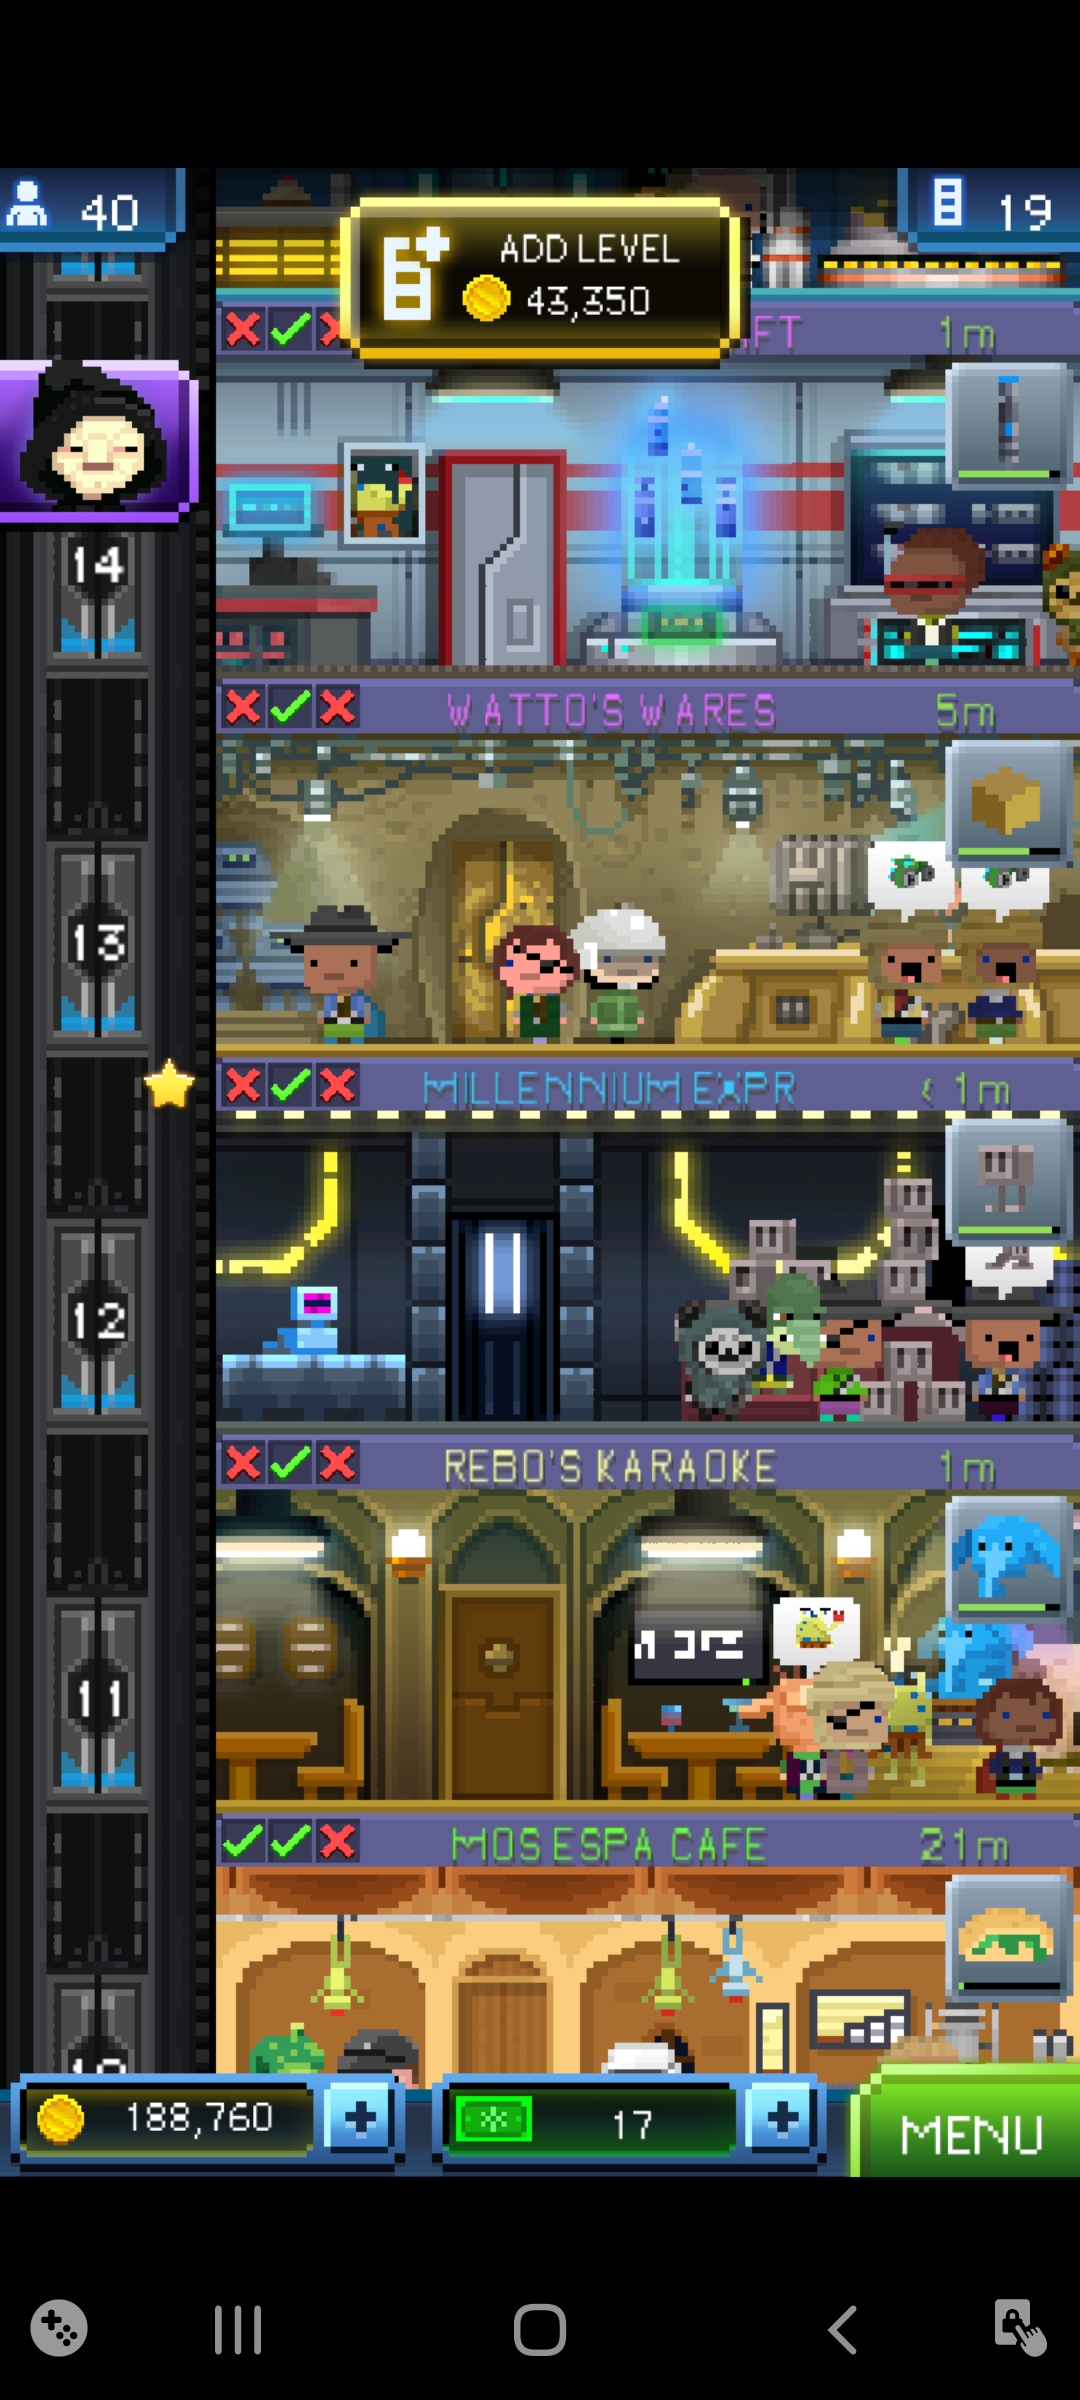 40
ADD LEVEL
43,350
19
FT
1m
14
WATTO'S WARES
5m
13
MILLENNIUM EXPR
< 1m
12
REBO'S KARAOKE
1m
11
MOS ESPA CAFE
21m
188,760
17
MENU